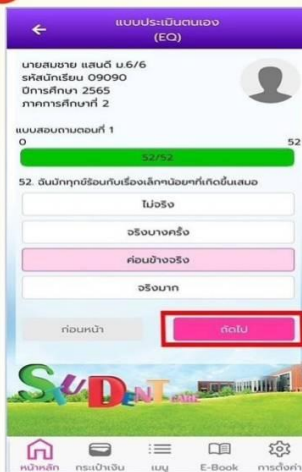 แบบประเมินตนเอง
(EQ)
นายสมชาย แสนดี ม.6/6
รหัสนักเรียน 09090
ปีการศึกษา 2565
ภาคการศึกษาที่ 2
แบบสอบถามตอนที่ 1
0 52
52/52
52. ฉันมักทุกข์ร้อนกับเรื่องเล็กๆน้อยๆที่เกิดขึ้นเสมอ
ไม่จริง
จริงบางครั้ง
ค่อนข้างจริง
จริงมาก
ก่อนหน้า ถัดไป
STUDENT
หน้าหลัก กระเป๋าเงิน เมนู E-Book การตั้งค่า